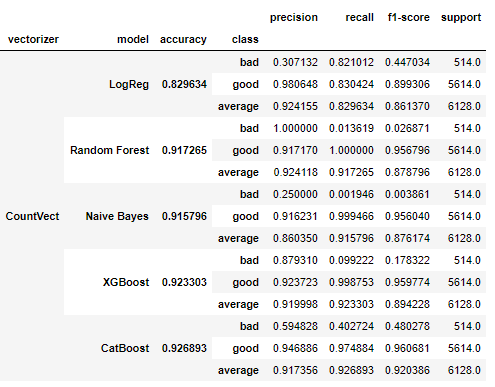 precision recall f1-score support
vectorizer model accuracy class
bad 0.307132 0.821012 0.447034 514.0
LogReg 0.829634 good 0.980648 0.830424 0.899306 5614.0
average 0.924155 0.829634 0.861370 6128.0
bad 1.000000 0.013619 0.026871 514.0
Random Forest 0.917265 good 0.917170 1.000000 0.956796 5614.0
average 0.924118 0.917265 0.878796 6128.0
bad 0.250000 0.001946 0.003861 514.0
CountVect Naive Bayes 0.915796 good 0.916231 0.999466 0.956040 5614.0
average 0.860350 0.915796 0.876174 6128.0
bad 0.879310 0.099222 0.178322 514.0
XGBoost 0.923303 good 0.923723 0.998753 0.959774 5614.0
average 0.919998 0.923303 0.894228 6128.0
bad 0.594828 0.402724 0.480278 514.0
CatBoost 0.926893 good 0.946886 0.974884 0.960681 5614.0
average 0.917356 0.926893 0.920386 6128.0